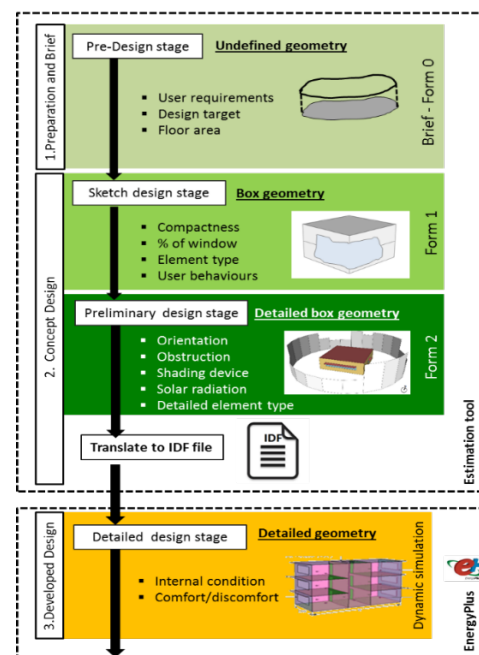 1.Preparation and Brief
Pre-Design stage
Undefined geometry
▪ User requirements
▪ Design target
▪ Floor area
Brief - Form 0
2. Concept Design
Sketch design stage
Box geometry
▪ Compactness
▪ % of window
▪ Element type
▪ User behaviours
Form 1
Preliminary design stage
Detailed box geometry
▪ Orientation
▪ Obstruction
▪ Shading device
▪ Solar radiation
▪ Detailed element type
Form 2
Translate to IDF file
IDF
Estimation tool
3.Developed Design
Detailed design stage
Detailed geometry
▪ Internal condition
▪ Comfort/discomfort
Dynamic simulation
EnergyPlus